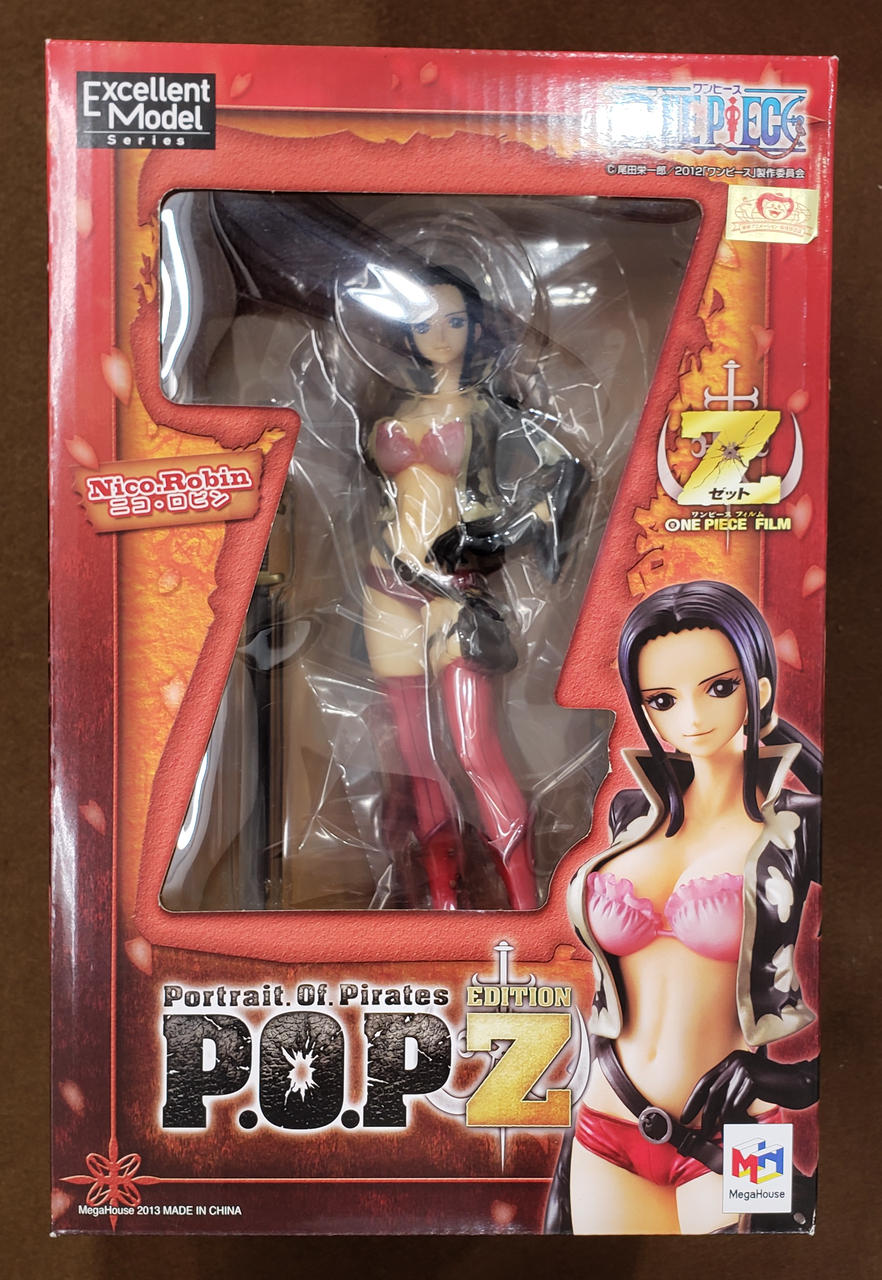 Excellent
Model
Series
ワンピース
ONE PIECE
©尾田栄一郎/2012「ワンピース」製作委員会
Nico.Robin
ニコ・ロビン
Z
ゼット
ワンピース フィルム
ONE PIECE FILM
Portrait.Of.Pirates EDITION
P.O.P Z
MH
MegaHouse
MegaHouse 2013 MADE IN CHINA